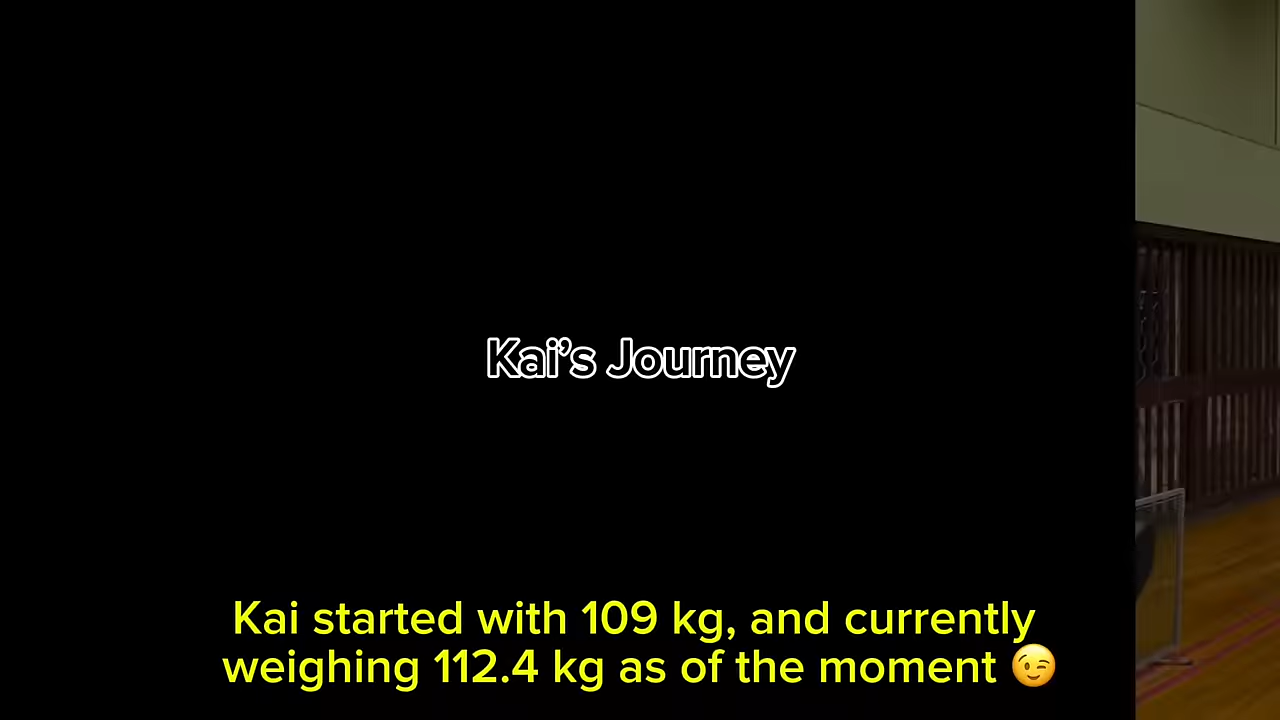 Kai’s Journey
Kai started with 109 kg, and currently
weighing 112.4 kg as of the moment 😉